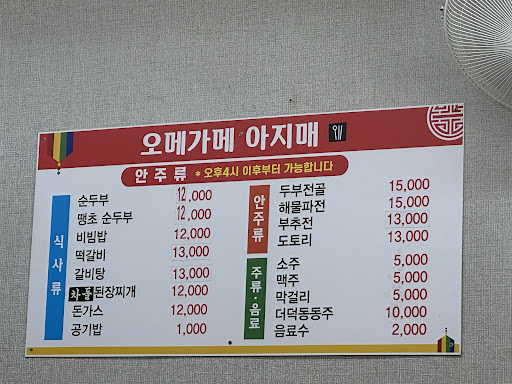 오메가메 아지매
안 주 류 * 오후4시 이후부터 가능합니다
식사류
순두부 12,000
땡초 순두부 12,000
비빔밥 12,000
떡갈비 13,000
갈비탕 13,000
차돌된장찌개 12,000
돈가스 12,000
공기밥 1,000
안주류
두부전골 15,000
해물파전 15,000
부추전 13,000
도토리 13,000
주류·음료
소주 5,000
맥주 5,000
막걸리 5,000
더덕동동주 10,000
음료수 2,000